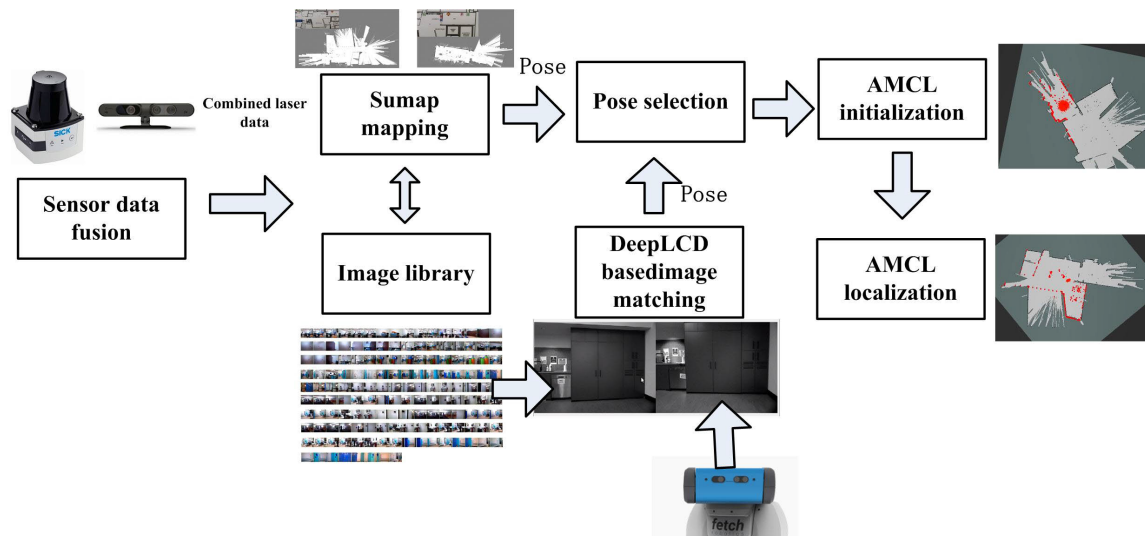 Combined laser
data
SICK
Sensor data
fusion
Sumap
mapping
Pose
Pose selection
AMCL
initialization
Image library
Pose
DeepLCD
basedimage
matching
AMCL
localization
fetch